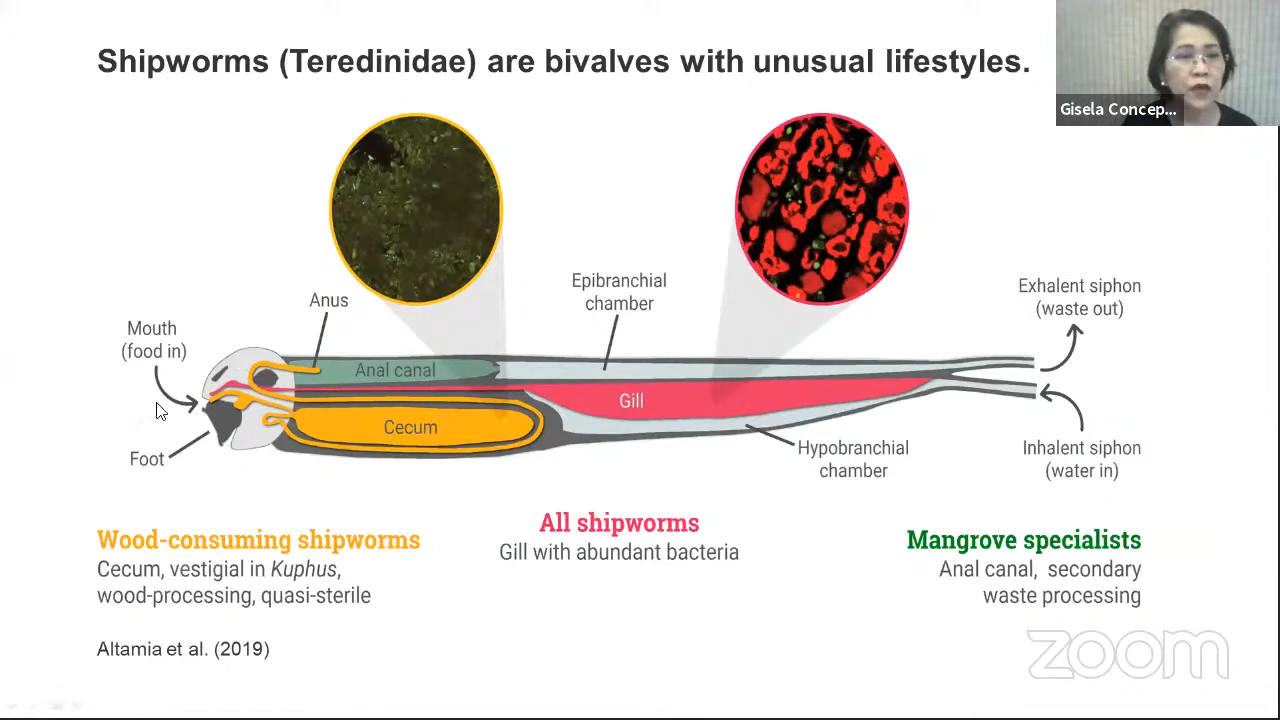 Shipworms (Teredinidae) are bivalves with unusual lifestyles.
Gisela Concep...
Epibranchial
chamber
Exhalent siphon
(waste out)
Anus
Mouth
(food in)
Anal canal
Gill
Cecum
Foot
Hypobranchial
chamber
Inhalent siphon
(water in)
Wood-consuming shipworms
Cecum, vestigial in Kuphus,
wood-processing, quasi-sterile
All shipworms
Gill with abundant bacteria
Mangrove specialists
Anal canal, secondary
waste processing
Altamia et al. (2019)
zoom